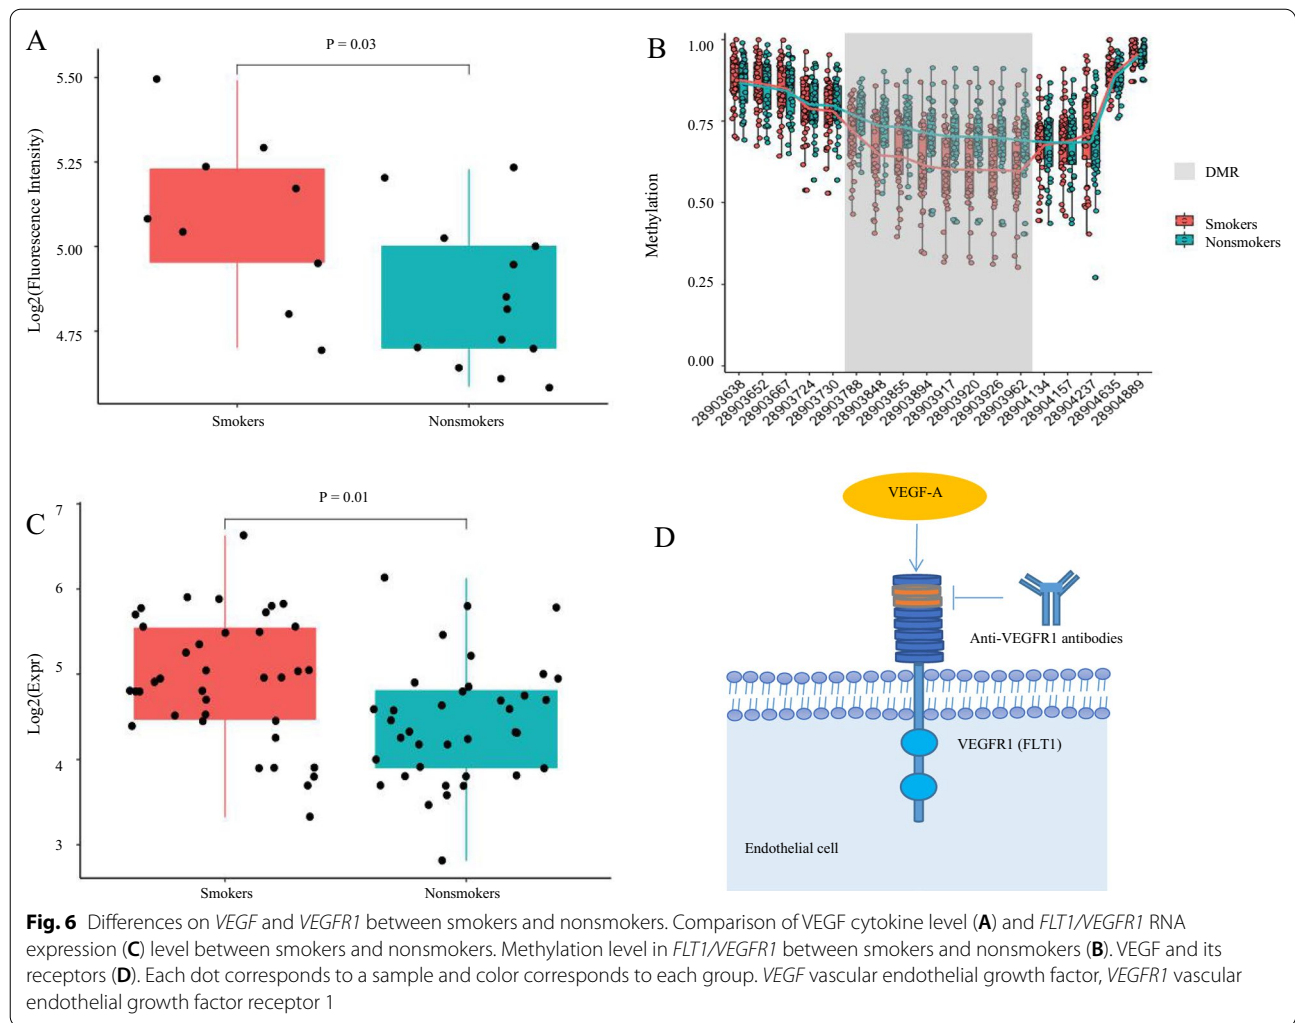 A
P = 0.03
Log2(Fluorescence Intensity)
5.50
5.25
5.00
4.75
Smokers
Nonsmokers
B
Methylation
1.00
0.75
0.50
0.25
0.00
28903638
28903652
28903667
28903724
28903730
28903788
28903848
28903855
28903894
28903917
28903920
28903926
28903962
28904134
28904157
28904237
28904635
28904889
DMR
Smokers
Nonsmokers
C
P = 0.01
Log2(Expr)
7
6
5
4
3
Smokers
Nonsmokers
D
VEGF-A
Anti-VEGFR1 antibodies
VEGFR1 (FLT1)
Endothelial cell
Fig. 6 Differences on VEGF and VEGFR1 between smokers and nonsmokers. Comparison of VEGF cytokine level (A) and FLT1/VEGFR1 RNA
expression (C) level between smokers and nonsmokers. Methylation level in FLT1/VEGFR1 between smokers and nonsmokers (B). VEGF and its
receptors (D). Each dot corresponds to a sample and color corresponds to each group. VEGF vascular endothelial growth factor, VEGFR1 vascular
endothelial growth factor receptor 1